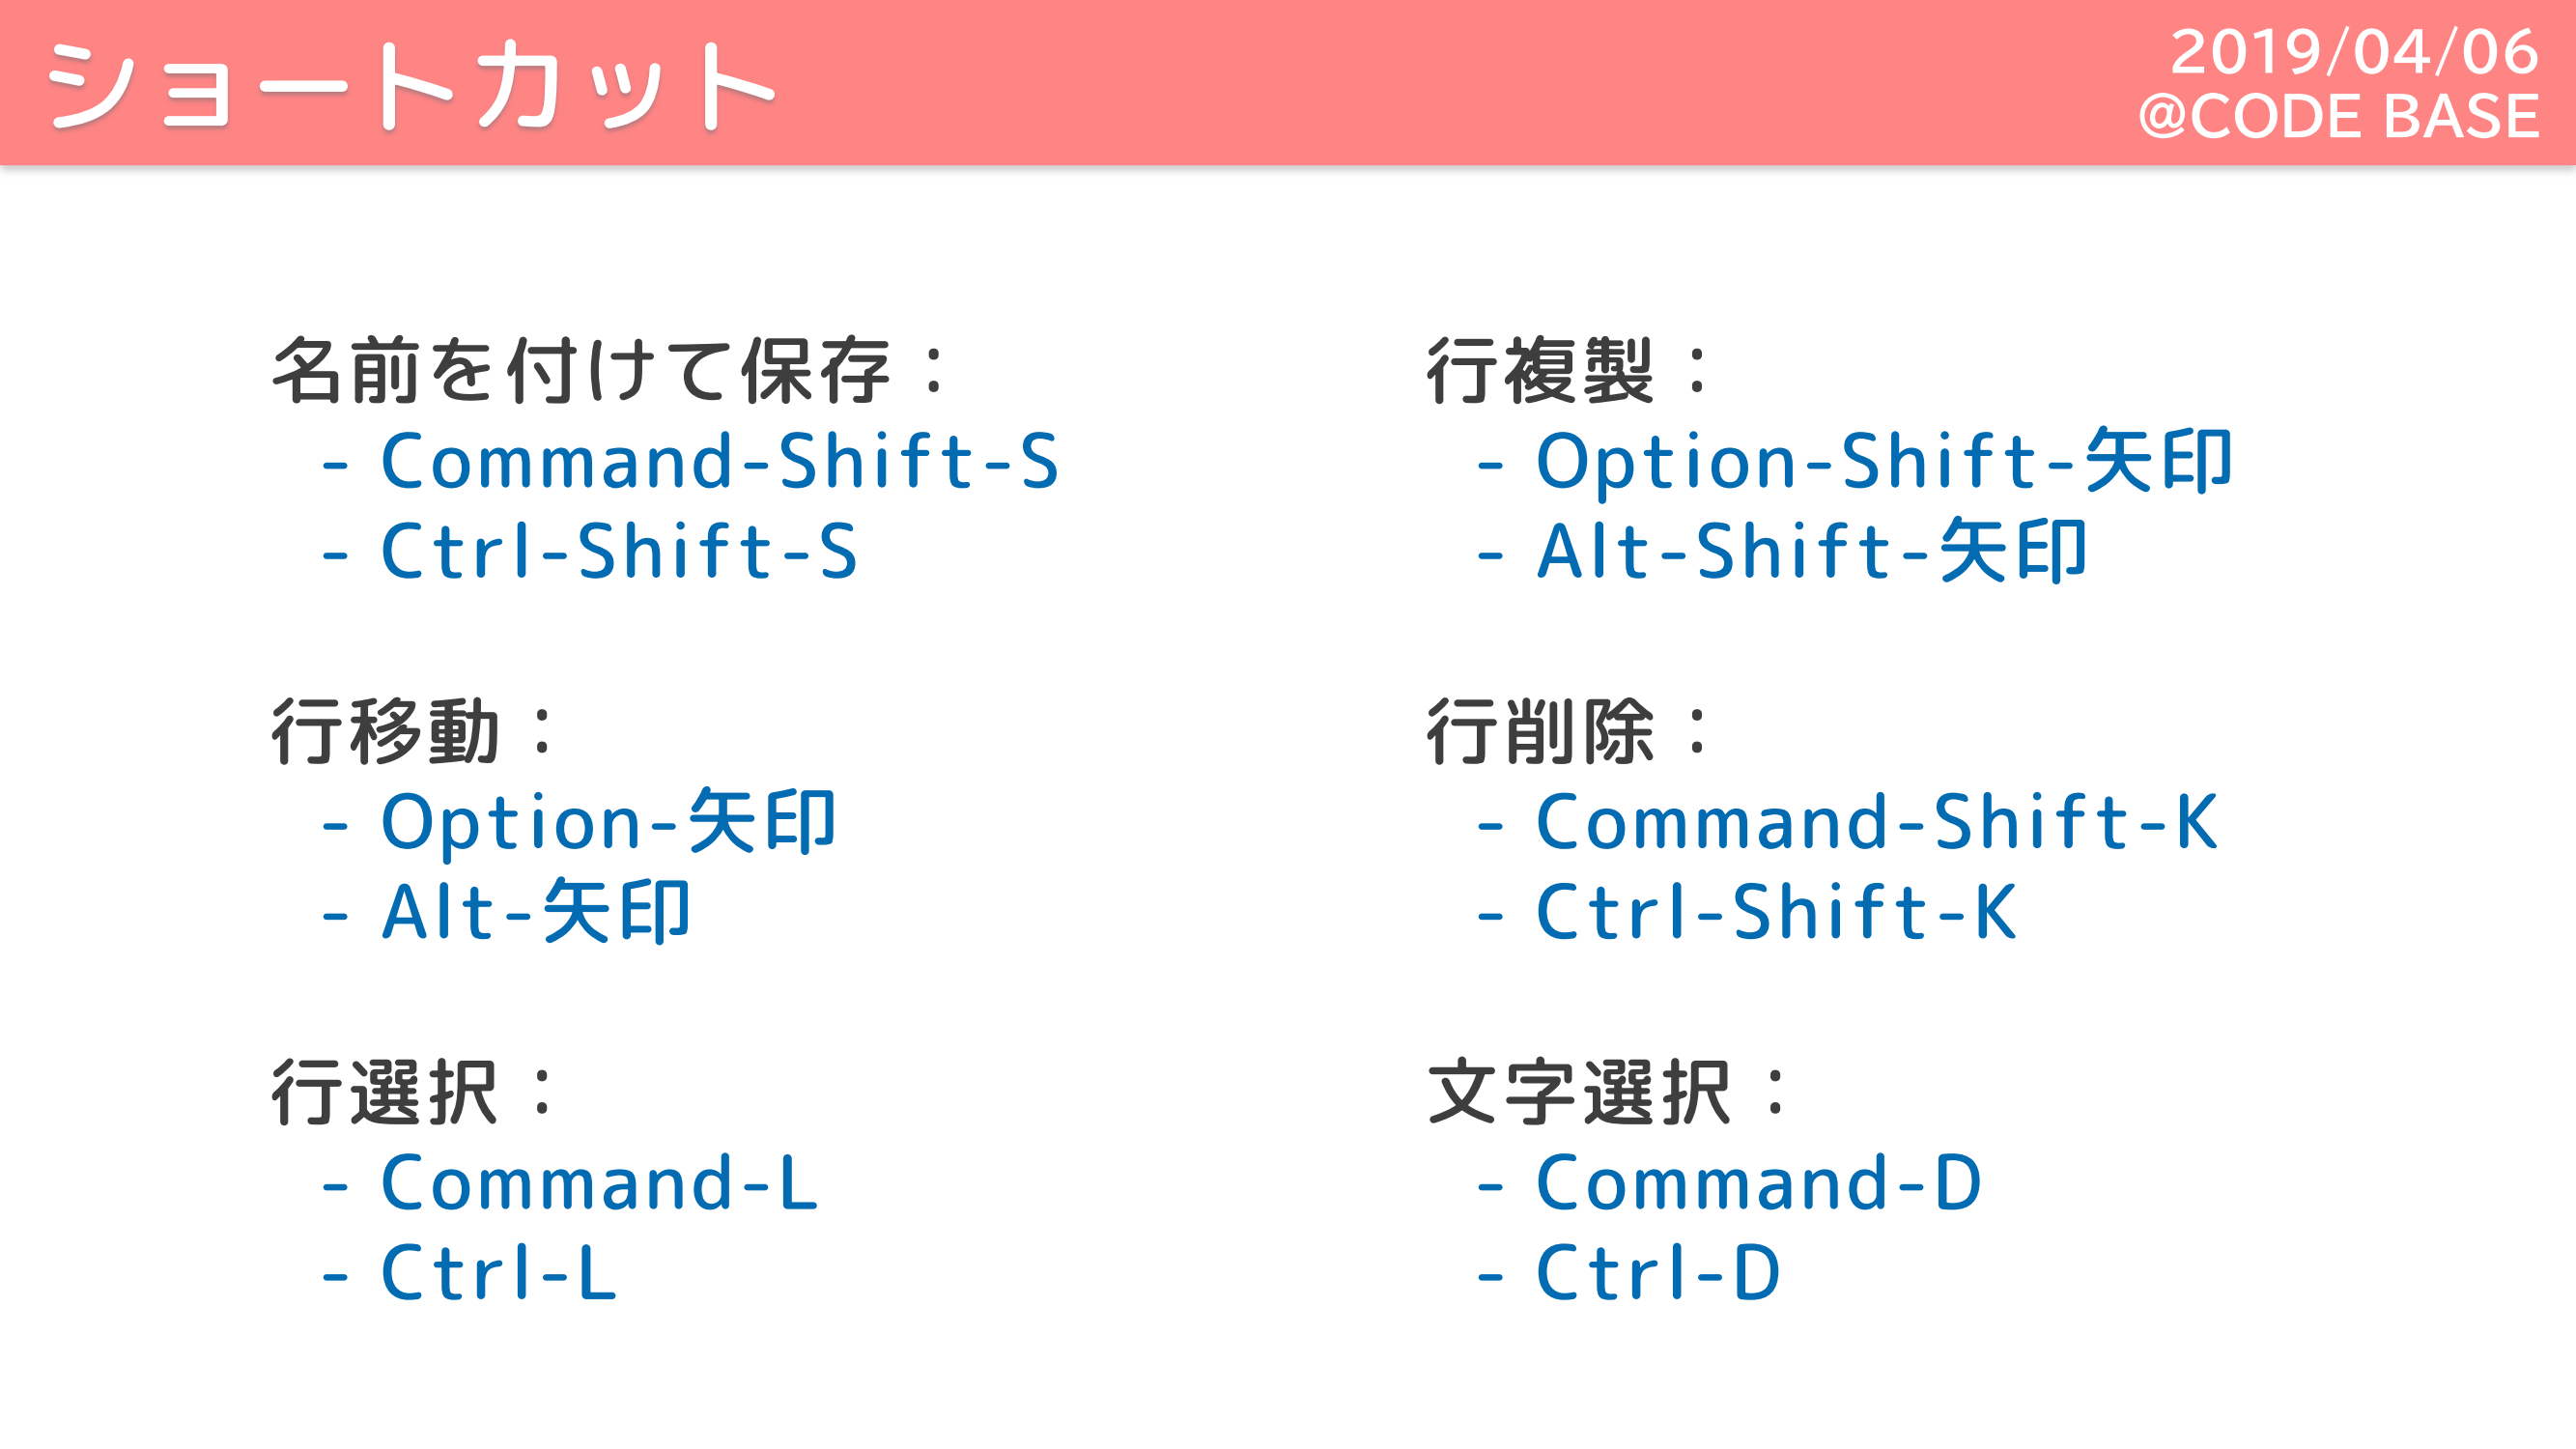 ショートカット
2019/04/06
@CODE BASE
名前を付けて保存：
- Command-Shift-S
- Ctrl-Shift-S
行移動：
- Option-矢印
- Alt-矢印
行選択：
- Command-L
- Ctrl-L
行複製：
- Option-Shift-矢印
- Alt-Shift-矢印
行削除：
- Command-Shift-K
- Ctrl-Shift-K
文字選択：
- Command-D
- Ctrl-D